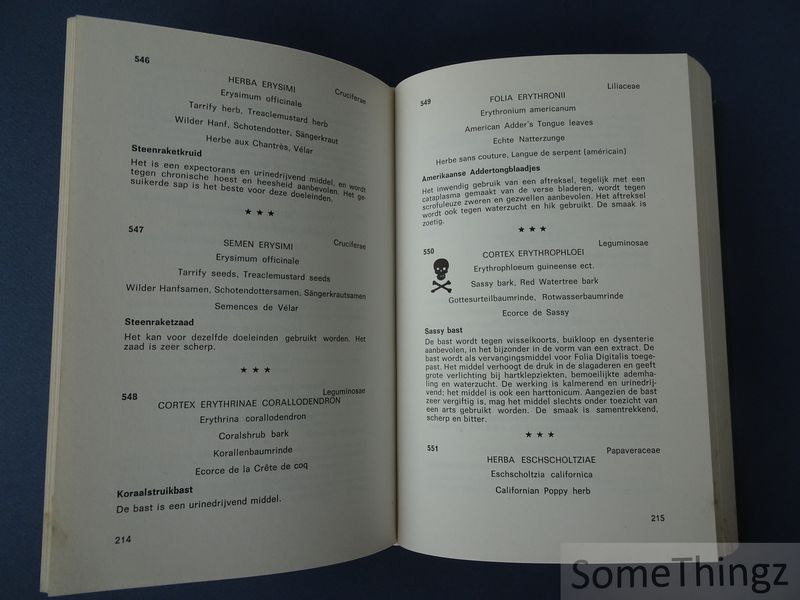 546
HERBA ERYSIMI
Cruciferae
Erysimum officinale
Tarrify herb, Treaclemustard herb
Wilder Hanf, Schotendotter, Sängerkraut
Herbe aux Chantrès, Vélar
Steenraketkruid
Het is een expectorans en urinedrijvend middel, en wordt
tegen chronische hoest en heesheid aanbevolen. Het ge-
suikerde sap is het beste voor deze doeleinden.
★ ★ ★
547
SEMEN ERYSIMI
Cruciferae
Erysimum officinale
Tarrify seeds, Treaclemustard seeds
Wilder Hanfsamen, Schotendottersamen, Sängerkrautsamen
Semences de Vélar
Steenraketzaad
Het kan voor dezelfde doeleinden gebruikt worden. Het
zaad is zeer scherp.
★ ★ ★
548
Leguminosae
CORTEX ERYTHRINAE CORALLODENDRON
Erythrina corallodendron
Coralshrub bark
Korallenbaumrinde
Ecorce de la Crête de coq
Koraalstruikbast
De bast is een urinedrijvend middel.
214
549
Liliaceae
FOLIA ERYTHRONII
Erythronium americanum
American Adder's Tongue leaves
Echte Natterzunge
Herbe sans couture, Langue de serpent (américain)
Amerikaanse Addertongblaadjes
Het inwendig gebruik van een aftreksel, tegelijk met een
cataplasma gemaakt van de verse bladeren, wordt tegen
scrofuleuze zweren en gezwellen aanbevolen. Het aftreksel
wordt ook tegen waterzucht en hik gebruikt. De smaak is
zoetig.
★ ★ ★
550
Leguminosae
CORTEX ERYTHROPHLOEI
Erythrophloeum guineense ect.
Sassy bark, Red Watertree bark
Gottesurteilbaumrinde, Rotwasserbaumrinde
Ecorce de Sassy
Sassy bast
De bast wordt tegen wisselkoorts, buikloop en dysenterie
aanbevolen, in het bijzonder in de vorm van een extract. De
bast wordt als vervangingsmiddel voor Folia Digitalis toege-
past. Het middel verhoogt de druk in de slagaderen en geeft
grote verlichting bij hartklepziekten, bemoeilijkte ademha-
ling en waterzucht. De werking is kalmerend en urinedrij-
vend; het middel is ook een harttonicum. Aangezien de bast
zeer vergiftig is, mag het middel slechts onder toezicht van
een arts gebruikt worden. De smaak is samentrekkend,
scherp en bitter.
★ ★ ★
551
Papaveraceae
HERBA ESCHSCHOLTZIAE
Eschscholtzia californica
Californian Poppy herb
215
SomeThingz